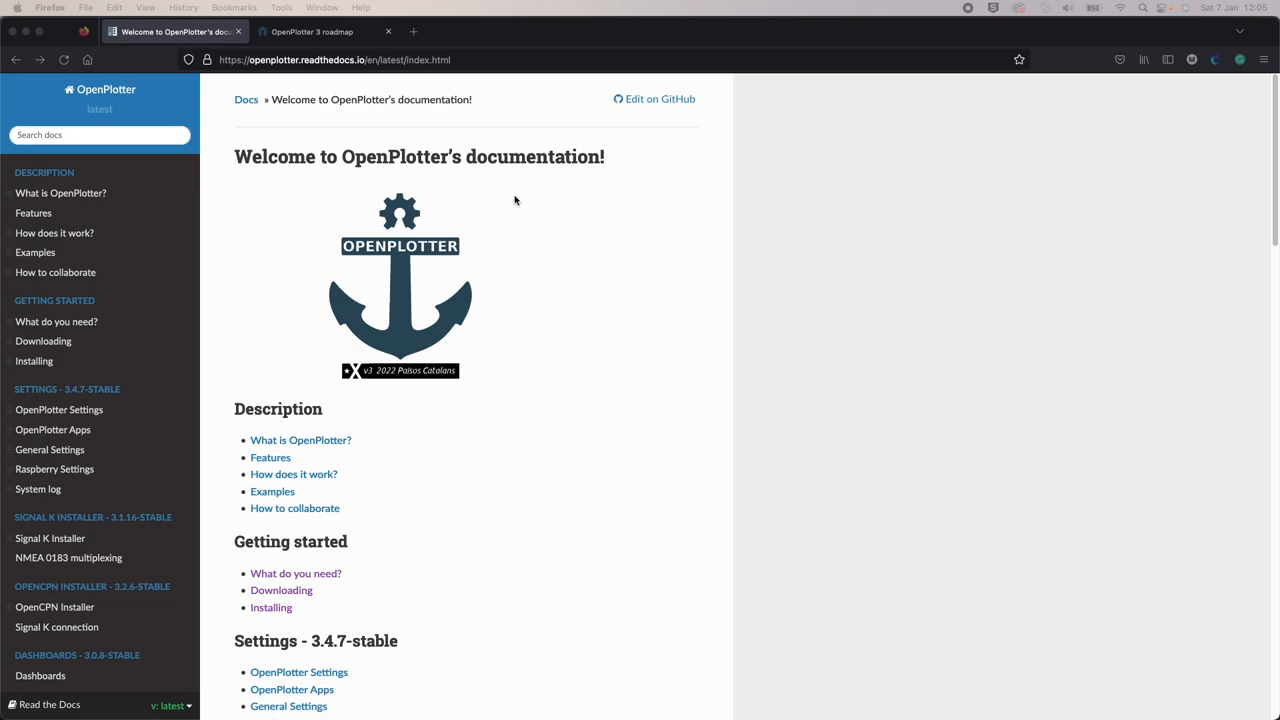 Firefox File Edit View History Bookmarks Tools Window Help Sat 7 Jan 12:05
Welcome to OpenPlotter's docu
OpenPlotter 3 roadmap
https://openplotter.readthedocs.io/en/latest/index.html
OpenPlotter
latest
Search docs
DESCRIPTION
What is OpenPlotter?
Features
How does it work?
Examples
How to collaborate
GETTING STARTED
What do you need?
Downloading
Installing
SETTINGS - 3.4.7-STABLE
OpenPlotter Settings
OpenPlotter Apps
General Settings
Raspberry Settings
System log
SIGNAL K INSTALLER - 3.1.16-STABLE
Signal K Installer
NMEA 0183 multiplexing
OPENCPN INSTALLER - 3.2.6-STABLE
OpenCPN Installer
Signal K connection
DASHBOARDS - 3.0.8-STABLE
Dashboards
Read the Docs v: latest
Docs » Welcome to OpenPlotter's documentation!
Edit on GitHub
Welcome to OpenPlotter's documentation!
OPENPLOTTER
v3 2022 Països Catalans
Description
What is OpenPlotter?
Features
How does it work?
Examples
How to collaborate
Getting started
What do you need?
Downloading
Installing
Settings - 3.4.7-stable
OpenPlotter Settings
OpenPlotter Apps
General Settings